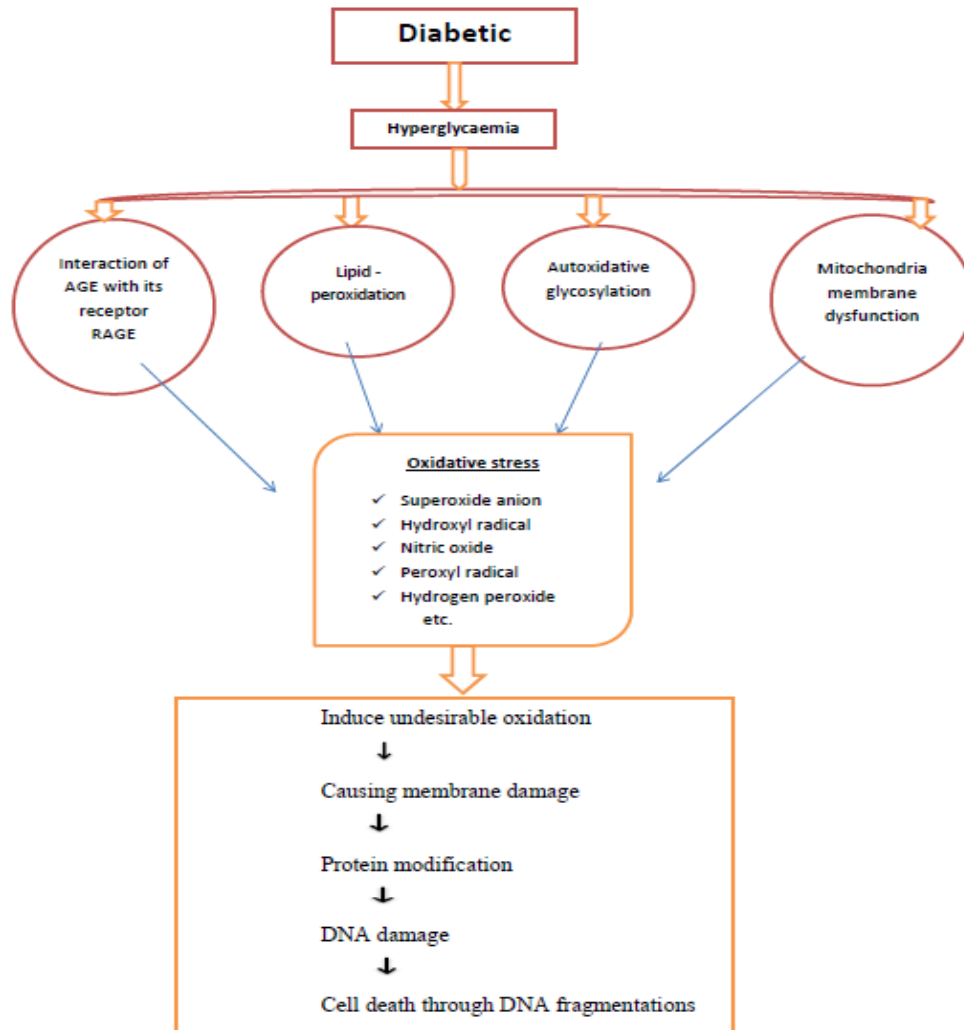 Diabetic
Hyperglycaemia
Interaction of
AGE with its
receptor
RAGE
Lipid -
peroxidation
Autoxidative
glycosylation
Mitochondria
membrane
dysfunction
Oxidative stress
✓ Superoxide anion
✓ Hydroxyl radical
✓ Nitric oxide
✓ Peroxyl radical
✓ Hydrogen peroxide
etc.
Induce undesirable oxidation
Causing membrane damage
Protein modification
DNA damage
Cell death through DNA fragmentations